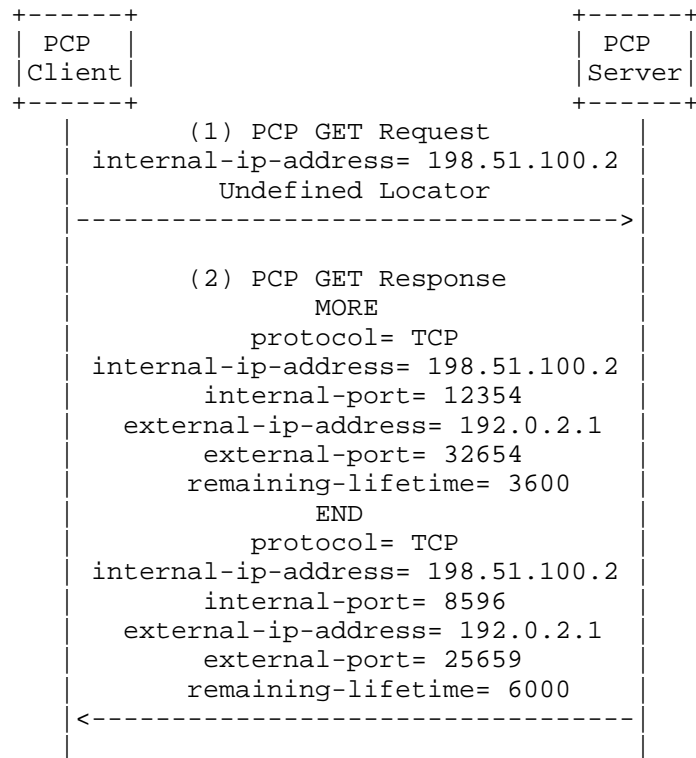 +------+                            +------+
| PCP  |                            | PCP  |
|Client|                            |Server|
+------+                            +------+
   |       (1) PCP GET Request         |
   | internal-ip-address= 198.51.100.2 |
   |         Undefined Locator         |
   |---------------------------------->|
   |                                   |
   |       (2) PCP GET Response        |
   |               MORE                |
   |           protocol= TCP           |
   | internal-ip-address= 198.51.100.2 |
   |        internal-port= 12354       |
   |   external-ip-address= 192.0.2.1  |
   |        external-port= 32654       |
   |       remaining-lifetime= 3600    |
   |               END                 |
   |           protocol= TCP           |
   | internal-ip-address= 198.51.100.2 |
   |        internal-port= 8596        |
   |   external-ip-address= 192.0.2.1  |
   |        external-port= 25659       |
   |       remaining-lifetime= 6000    |
   |<----------------------------------|
   |                                   |